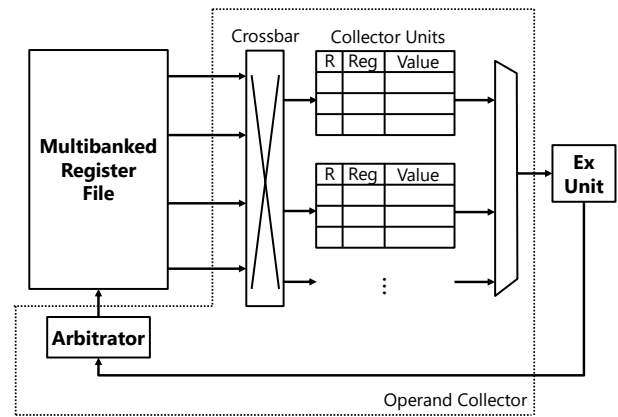 Crossbar
Collector Units
R Reg Value
Multibanked
Register
File
Ex
Unit
R Reg Value
...
Arbitrator
Operand Collector